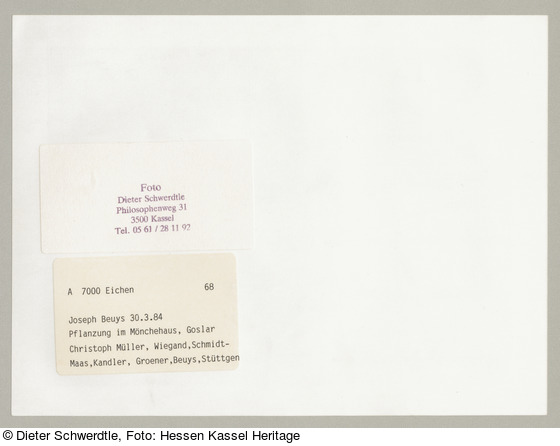 Foto
Dieter Schwerdtle
Philosophenweg 31
3500 Kassel
Tel. 05 61 / 28 11 92
A 7000 Eichen 68
Joseph Beuys 30.3.84
Pflanzung im Mönchehaus, Goslar
Christoph Müller, Wiegand,Schmidt-
Maas,Kandler, Groener,Beuys,Stüttgen
© Dieter Schwerdtle, Foto: Hessen Kassel Heritage